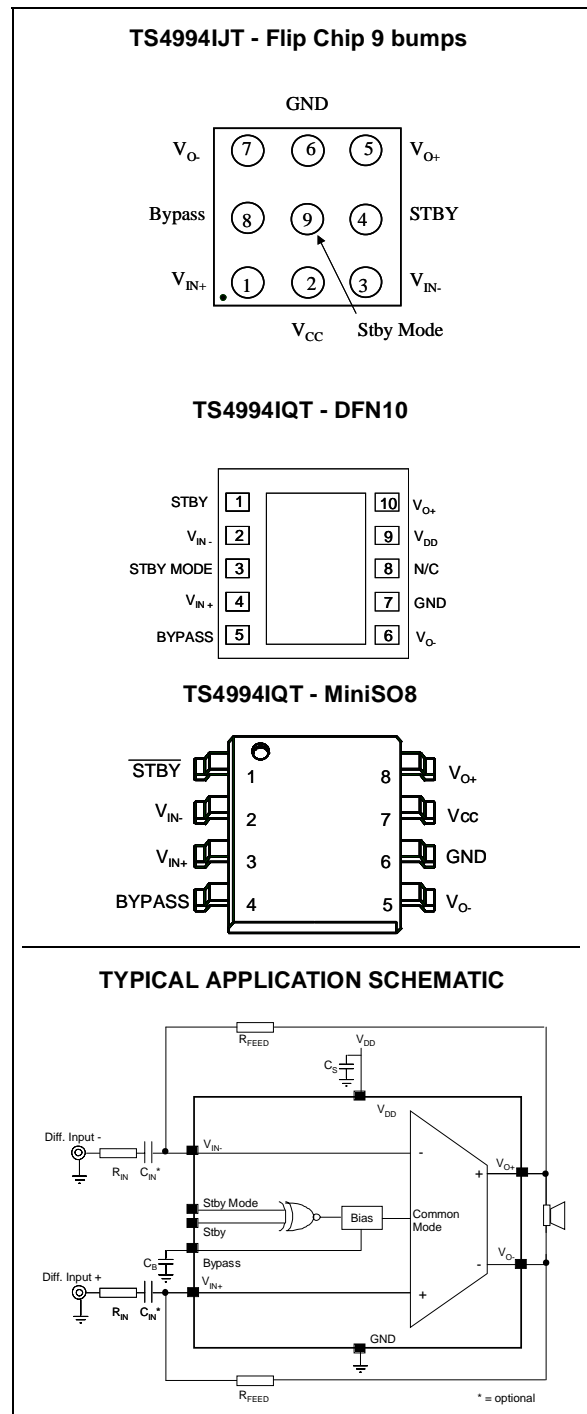 TS4994IJT - Flip Chip 9 bumps
GND
VO- 7 6 5 VO+
Bypass 8 9 4 STBY
VIN+ 1 2 3 VIN-
VCC Stby Mode
TS4994IQT - DFN10
STBY 1 10 VO+
VIN - 2 9 VDD
STBY MODE 3 8 N/C
VIN + 4 7 GND
BYPASS 5 6 VO-
TS4994IQT - MiniSO8
STBY 1 8 VO+
VIN- 2 7 VCC
VIN+ 3 6 GND
BYPASS 4 5 VO-
TYPICAL APPLICATION SCHEMATIC
RFEED
VDD
CS
VDD
Diff. Input -
VIN-
-
RIN CIN*
+ VO+
Stby Mode
Bias
Common
Mode
Stby
CB
Bypass
- VO-
Diff. Input +
VIN+
+
RIN CIN*
GND
RFEED
* = optional